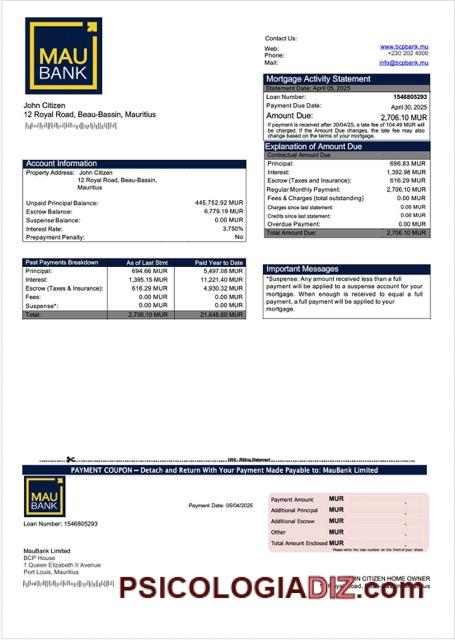 MAU
BANK
Contact Us:
Web: www.bcpbank.mu
Phone: +230 202 4000
Mail: info@bcpbank.mu
John Citizen
12 Royal Road, Beau-Bassin, Mauritius
Mortgage Activity Statement
Statement Date: April 05, 2025
Loan Number: 1546805293
Payment Due Date: April 30, 2025
Amount Due: 2,706.10 MUR
If payment is received after 30/04/25, a late fee of 104.49 MUR will
be charged. If the Amount Due changes, the late fee may also
change based on the terms of your mortgage.
Explanation of Amount Due
Contractual Amount Due
Principal: 696.83 MUR
Interest: 1,392.98 MUR
Escrow (Taxes and Insurance): 616.29 MUR
Regular Monthly Payment: 2,706.10 MUR
Fees & Charges (total outstanding) 0.00 MUR
Charges since last statement: 0.00 MUR
Credits since last statement: 0.00 MUR
Overdue Payment: 0.00 MUR
Total Amount Due: 2,706.10 MUR
Account Information
Property Address: John Citizen
12 Royal Road, Beau-Bassin,
Mauritius
Unpaid Principal Balance: 445,752.92 MUR
Escrow Balance: 6,779.19 MUR
Suspense Balance: 0.00 MUR
Interest Rate: 3.750%
Prepayment Penalty: No
Past Payments Breakdown As of Last Stmt Paid Year to Date
Principal: 694.66 MUR 5,497.08 MUR
Interest: 1,395.15 MUR 11,221.40 MUR
Escrow (Taxes & Insurance): 616.29 MUR 4,930.32 MUR
Fees: 0.00 MUR 0.00 MUR
Suspense*: 0.00 MUR 0.00 MUR
Total: 2,706.10 MUR 21,648.80 MUR
Important Messages
*Suspense: Any amount received less than a full
payment will be applied to a suspense account for your
mortgage. When enough is received to equal a full
payment, a full payment will be applied to your
mortgage.
PAYMENT COUPON – Detach and Return With Your Payment Made Payable to: MauBank Limited
MAU
BANK
Payment Date: 05/04/2025
Loan Number: 1546805293
Payment Amount MUR
Additional Principal MUR
Additional Escrow MUR
Other MUR
Total Amount Enclosed MUR
Please write the loan number on the front of your check
MauBank Limited
BCP House
1 Queen Elizabeth II Avenue
Port Louis, Mauritius
CITIZEN HOME OWNER
PSICOLOGIADIZ.com